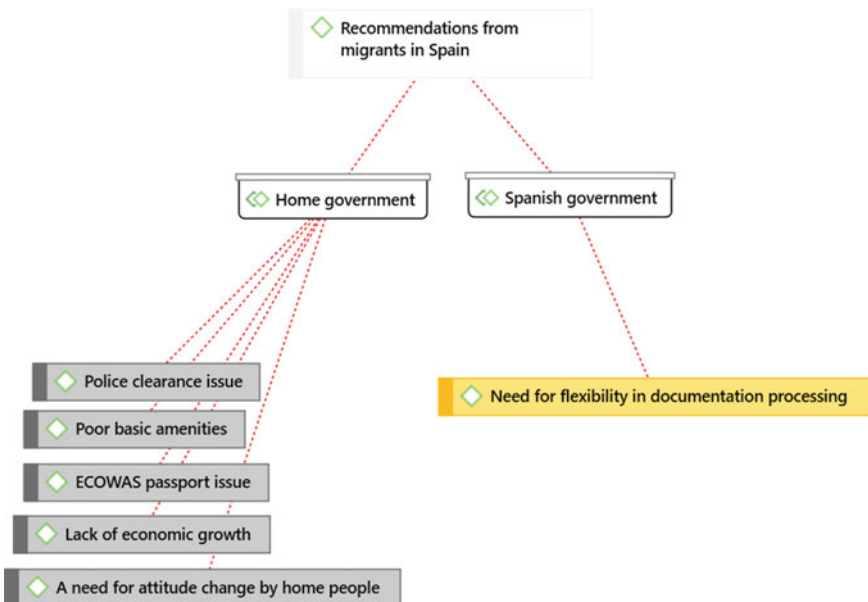 Recommendations from
migrants in Spain
Home government
Spanish government
Police clearance issue
Need for flexibility in documentation processing
Poor basic amenities
ECOWAS passport issue
Lack of economic growth
A need for attitude change by home people